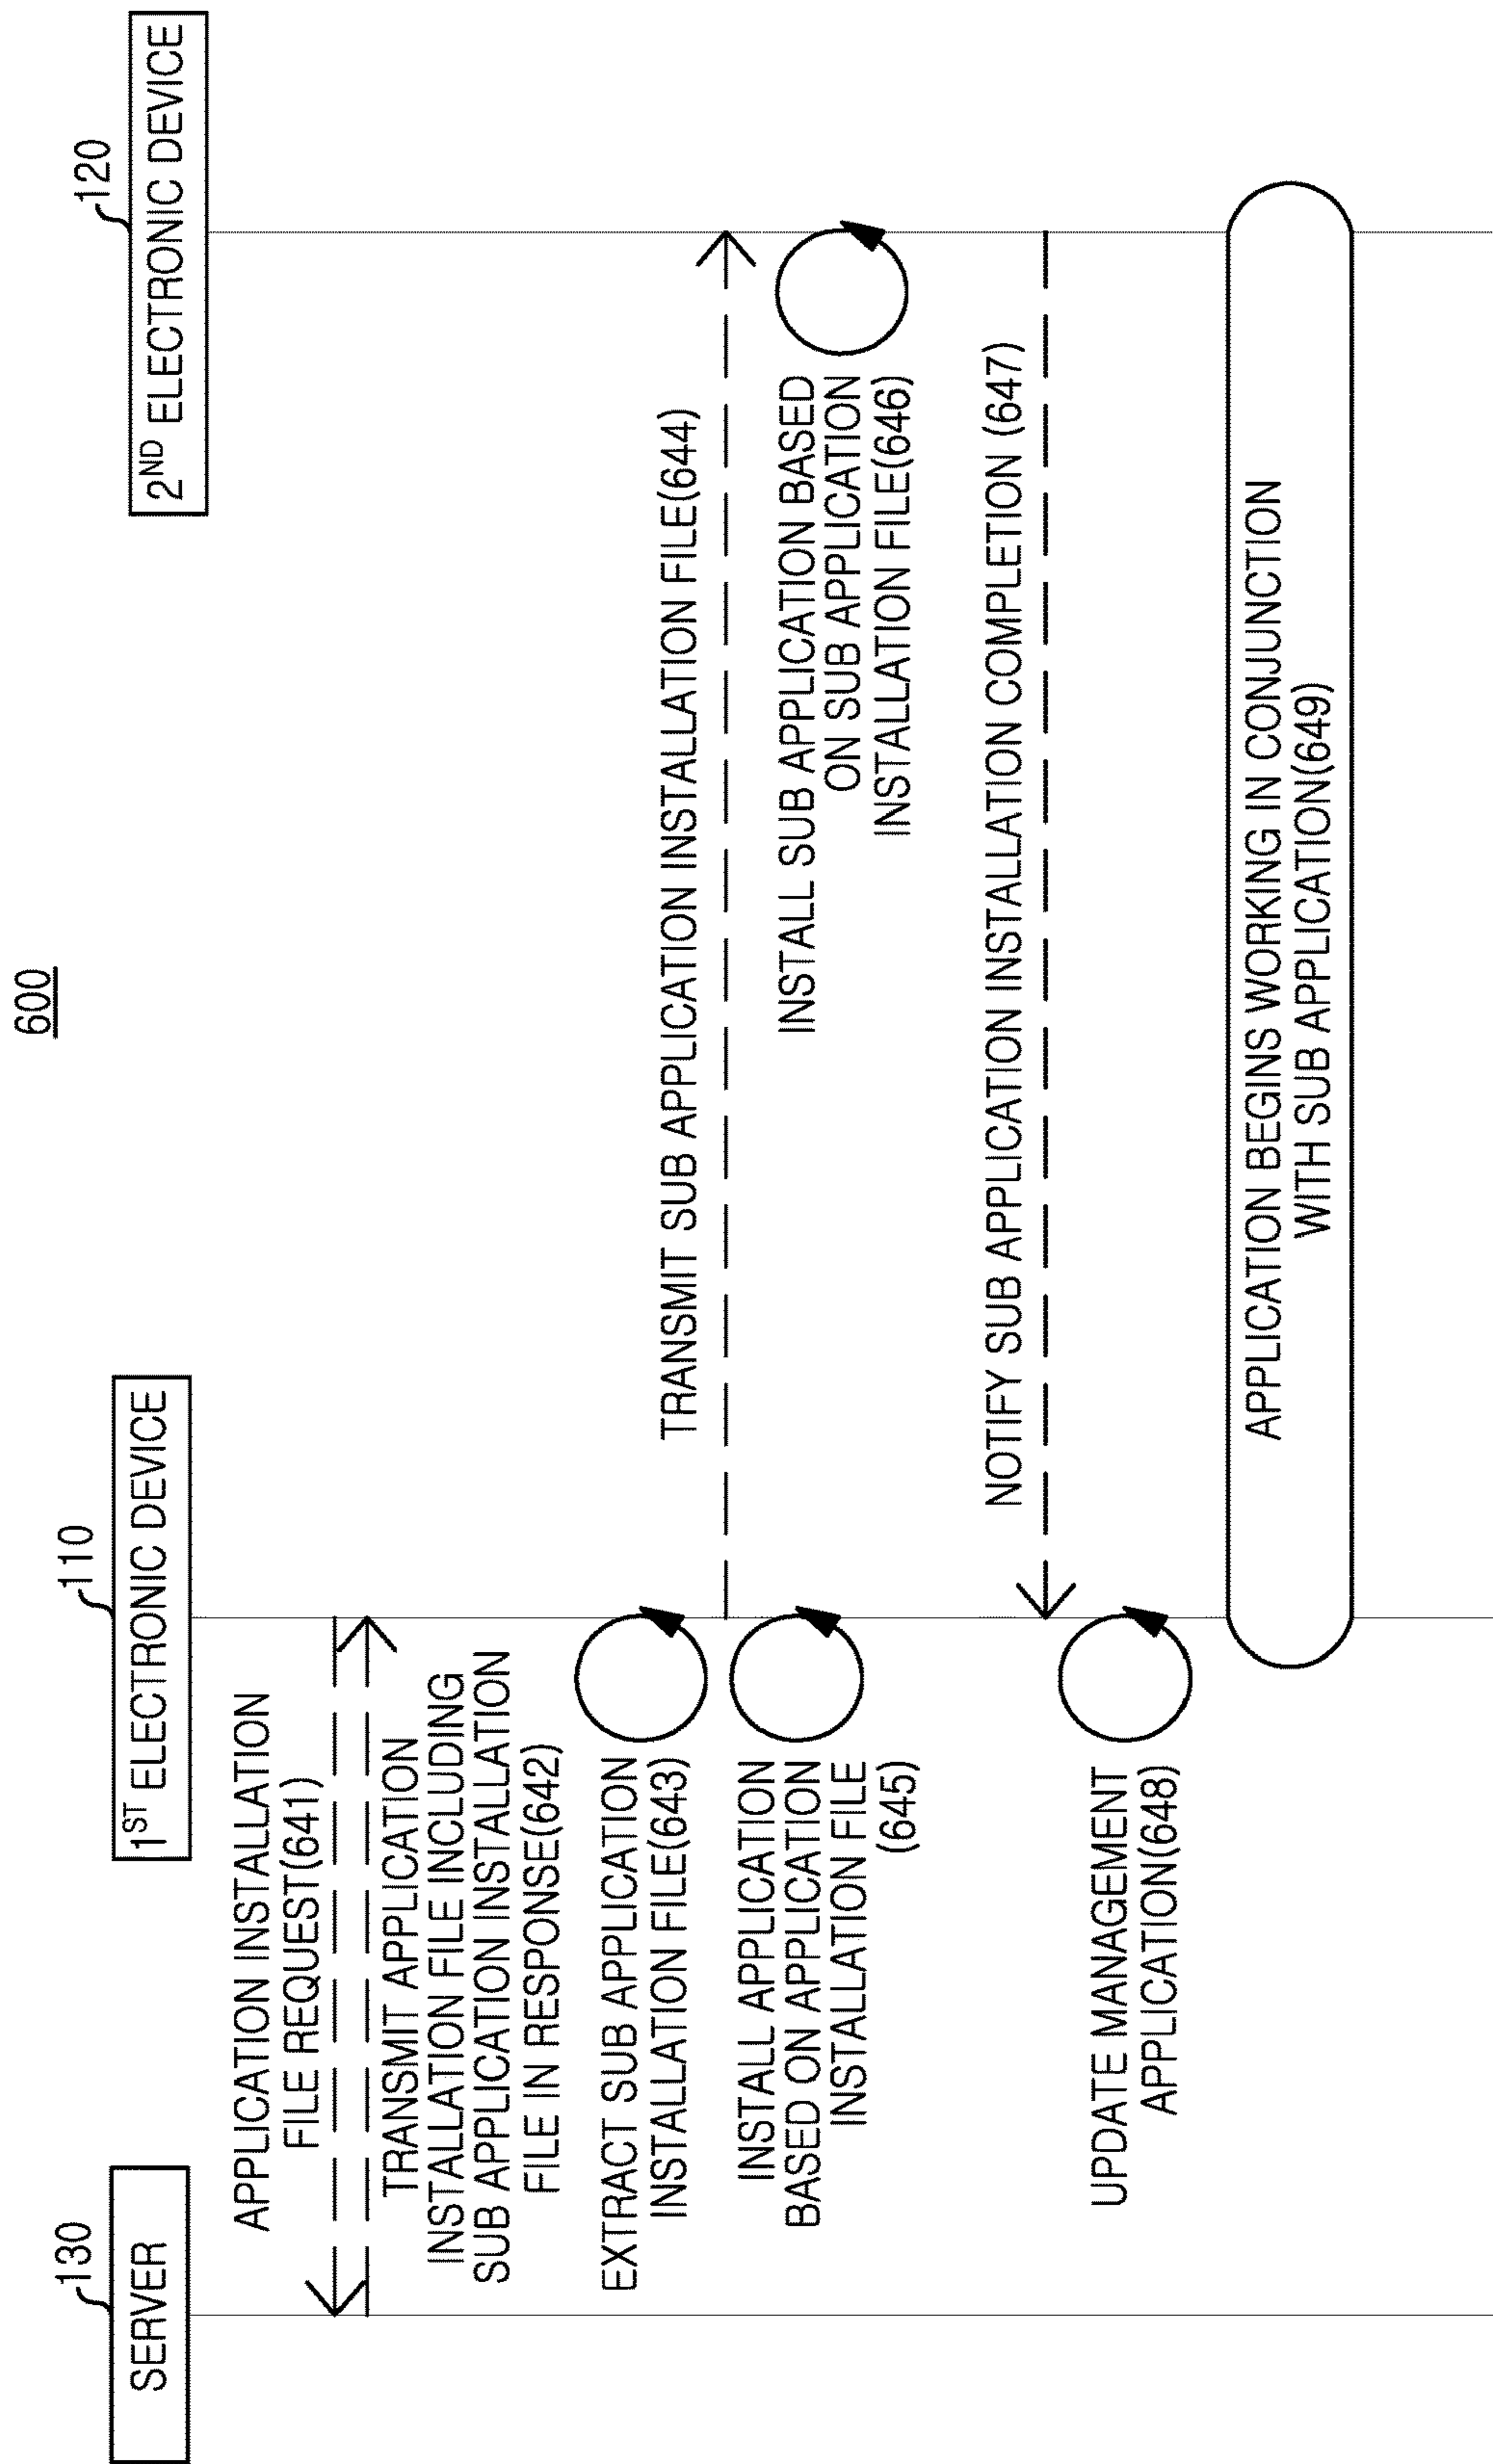 600
130
SERVER
110
1ST ELECTRONIC DEVICE
120
2ND ELECTRONIC DEVICE
APPLICATION INSTALLATION
FILE REQUEST(641)
TRANSMIT APPLICATION
INSTALLATION FILE INCLUDING
SUB APPLICATION INSTALLATION
FILE IN RESPONSE(642)
EXTRACT SUB APPLICATION
INSTALLATION FILE(643)
TRANSMIT SUB APPLICATION INSTALLATION FILE(644)
INSTALL APPLICATION
BASED ON APPLICATION
INSTALLATION FILE
(645)
INSTALL SUB APPLICATION BASED
ON SUB APPLICATION
INSTALLATION FILE(646)
NOTIFY SUB APPLICATION INSTALLATION COMPLETION (647)
UPDATE MANAGEMENT
APPLICATION(648)
APPLICATION BEGINS WORKING IN CONJUNCTION
WITH SUB APPLICATION(649)